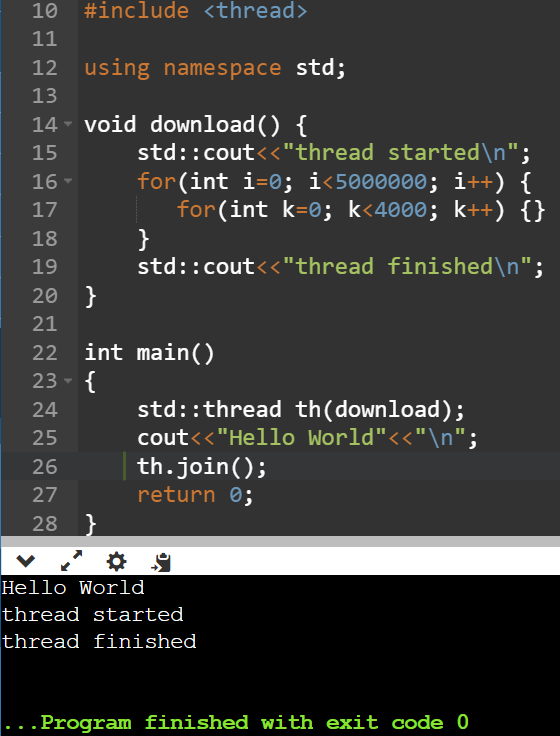 10 #include <thread>
11
12 using namespace std;
13
14 void download() {
15     std::cout<<"thread started\n";
16     for(int i=0; i<5000000; i++) {
17        for(int k=0; k<4000; k++) {}
18     }
19     std::cout<<"thread finished\n";
20 }
21
22 int main()
23 {
24     std::thread th(download);
25     cout<<"Hello World"<<"\n";
26     th.join();
27     return 0;
28 }
Hello World
thread started
thread finished
...Program finished with exit code 0